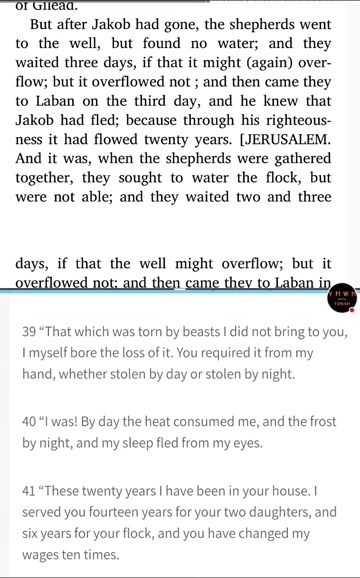 of Gilead.
But after Jakob had gone, the shepherds went
to the well, but found no water; and they
waited three days, if that it might (again) over-
flow; but it overflowed not ; and then came they
to Laban on the third day, and he knew that
Jakob had fled; because through his righteous-
ness it had flowed twenty years. [JERUSALEM.
And it was, when the shepherds were gathered
together, they sought to water the flock, but
were not able; and they waited two and three
days, if that the well might overflow; but it
overflowed not; and then came they to Laban in
YHWH
TORAH
39 “That which was torn by beasts I did not bring to you,
I myself bore the loss of it. You required it from my
hand, whether stolen by day or stolen by night.
40 “I was! By day the heat consumed me, and the frost
by night, and my sleep fled from my eyes.
41 “These twenty years I have been in your house. I
served you fourteen years for your two daughters, and
six years for your flock, and you have changed my
wages ten times.